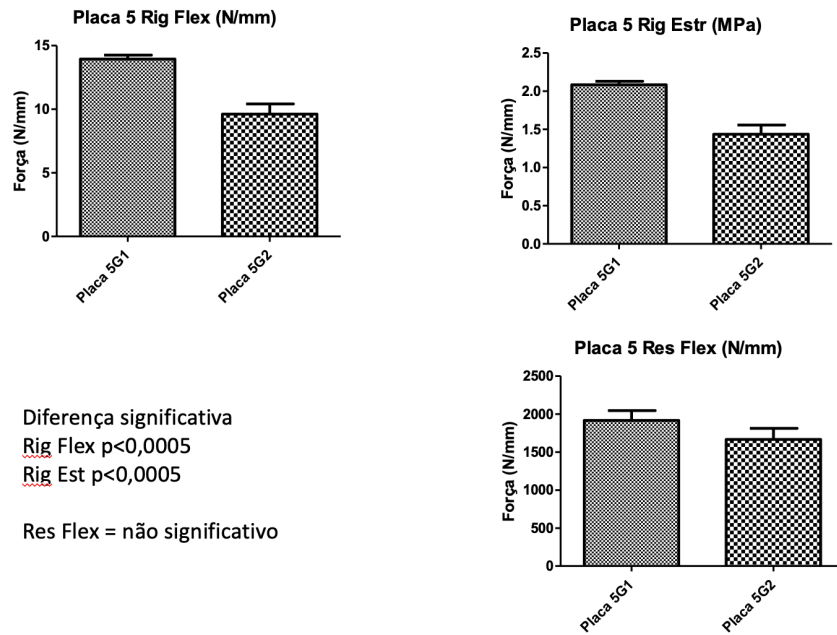 Placa 5 Rig Flex (N/mm)
Força (N/mm)
15
10
5
0
Placa 5G1
Placa 5G2
Placa 5 Rig Estr (MPa)
Força (N/mm)
2.5
2.0
1.5
1.0
0.5
0.0
Placa 5G1
Placa 5G2
Diferença significativa
Rig Flex p<0,0005
Rig Est p<0,0005
Res Flex = não significativo
Placa 5 Res Flex (N/mm)
Força (N/mm)
2500
2000
1500
1000
500
0
Placa 5G1
Placa 5G2